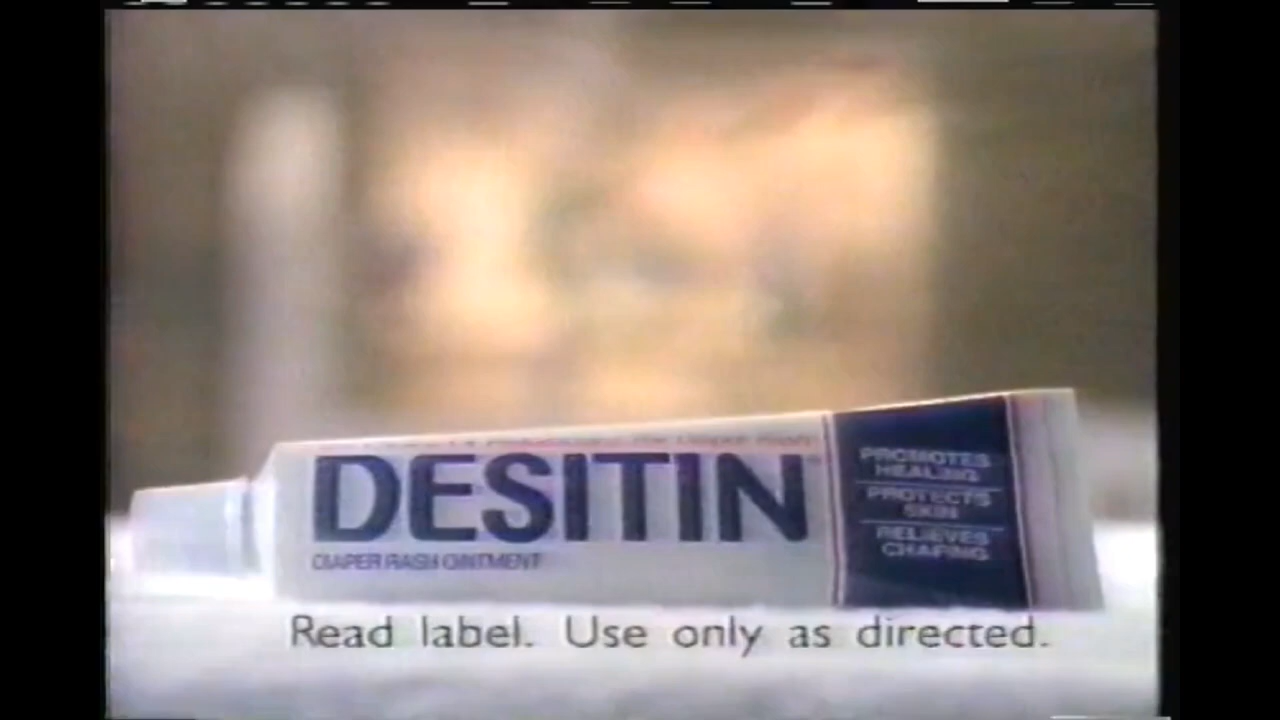 DESITIN
DIAPER RASH OINTMENT
PROMOTES
HEALING
PROTECTS
SKIN
RELIEVES
CHAFING
Read label. Use only as directed.